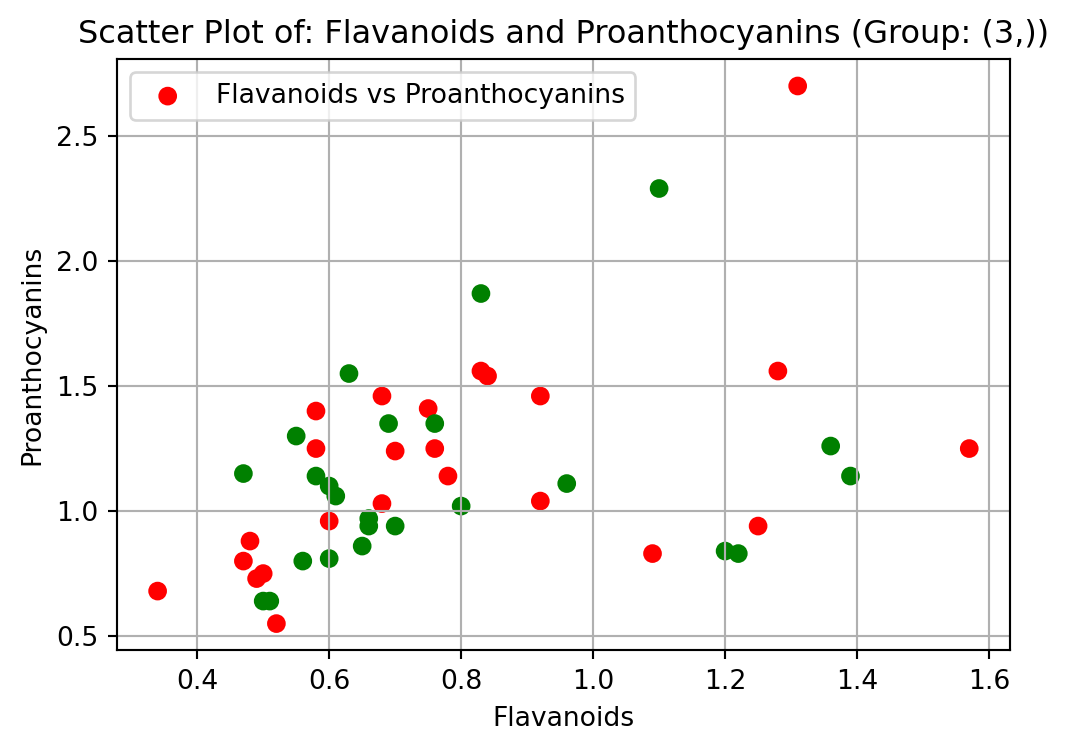 Scatter Plot of: Flavanoids and Proanthocyanins (Group: (3,))
Flavanoids vs Proanthocyanins
Proanthocyanins
2.5
2.0
1.5
1.0
0.5
0.4 0.6 0.8 1.0 1.2 1.4 1.6
Flavanoids